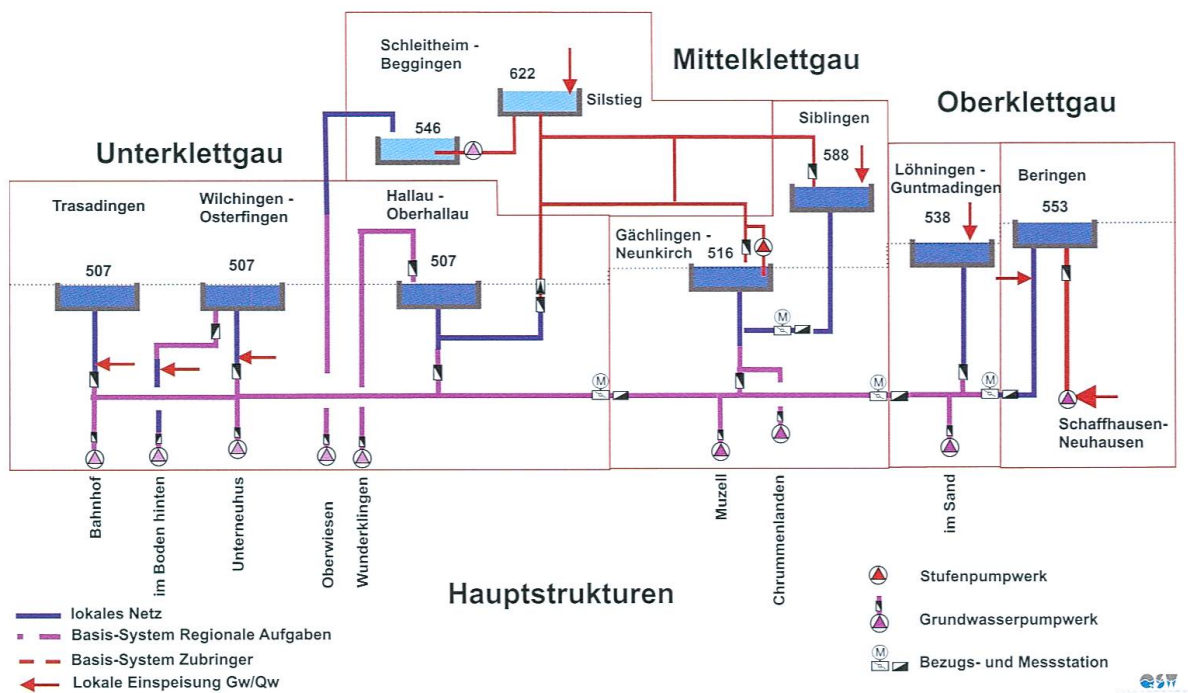 Schleitheim -
Beggingen
622
Silstieg
546
Mittelklettgau
Oberklettgau
Unterklettgau
Siblingen
588
Löhningen -
Guntmadingen
538
Beringen
553
Trasadingen
507
Wilchingen -
Osterfingen
507
Hallau -
Oberhallau
507
Gächlingen -
Neunkirch
516
M
M
M
M
Schaffhausen-
Neuhausen
Bahnhof
im Boden hinten
Unterneuhus
Oberwiesen
Wunderklingen
Muzell
Chrummenlanden
im Sand
Hauptstrukturen
lokales Netz
Basis-System Regionale Aufgaben
Basis-System Zubringer
Lokale Einspeisung Gw/Qw
Stufenpumpwerk
Grundwasserpumpwerk
M
Bezugs- und Messstation